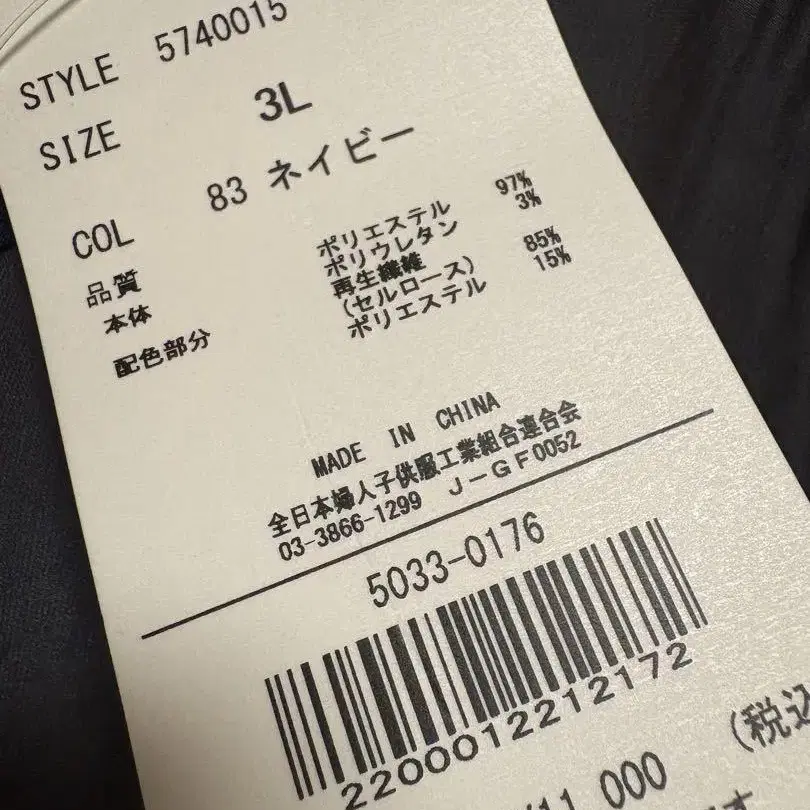 STYLE 5740015
SIZE 3L
COL 83 ネイビー
品質
本体 ポリエステル 97%
ポリウレタン 3%
配色部分 再生繊維
(セルロース) 85%
ポリエステル 15%
MADE IN CHINA
全日本婦人子供服工業組合連合会
03-3866-1299 J-GF0052
5033-0176
2200012212172
11,000 (税込